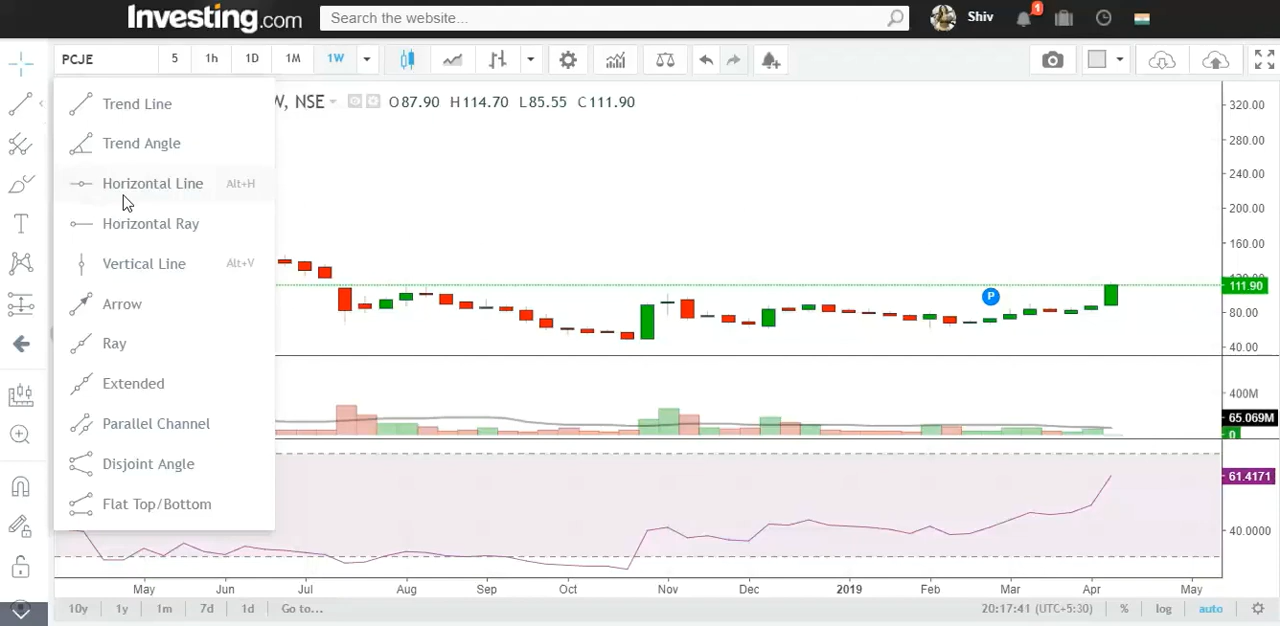 Investing.com
Search the website...
Shiv
1
PCJE
5
1h
1D
1M
1W
W, NSE
O87.90 H114.70 L85.55 C111.90
Trend Line
Trend Angle
Horizontal Line Alt+H
Horizontal Ray
Vertical Line Alt+V
Arrow
Ray
Extended
Parallel Channel
Disjoint Angle
Flat Top/Bottom
P
320.00
280.00
240.00
200.00
160.00
120.00
111.90
80.00
40.00
400M
65.069M
0
61.4171
40.0000
May Jun Jul Aug Sep Oct Nov Dec 2019 Feb Mar Apr May
10y 1y 1m 7d 1d Go to... 20:17:41 (UTC+5:30) % log auto